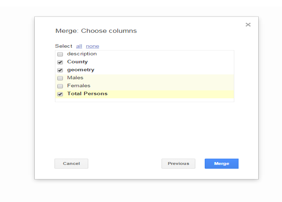 Merge: Choose columns
Select all none
description
County
geometry
Males
Females
Total Persons
Cancel Previous Merge